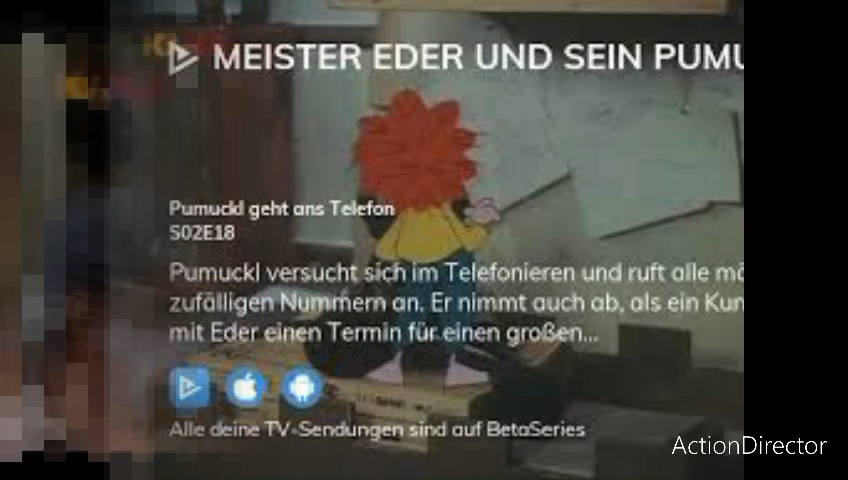 MEISTER EDER UND SEIN PUMU
Pumuckl geht ans Telefon
S02E18
Pumuckl versucht sich im Telefonieren und ruft alle mö
zufälligen Nummern an. Er nimmt auch ab, als ein Kun
mit Eder einen Termin für einen großen...
Alle deine TV-Sendungen sind auf BetaSeries
ActionDirector